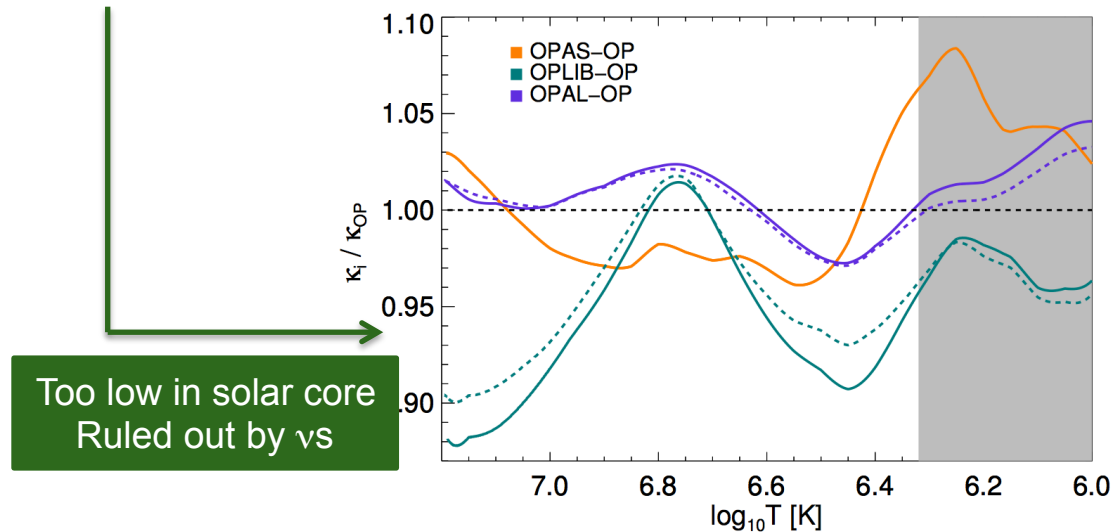 1.10
1.05
1.00
0.95
.90
κi / κOP
OPAS-OP
OPLIB-OP
OPAL-OP
Too low in solar core
Ruled out by νs
7.0 6.8 6.6 6.4 6.2 6.0
log10T [K]